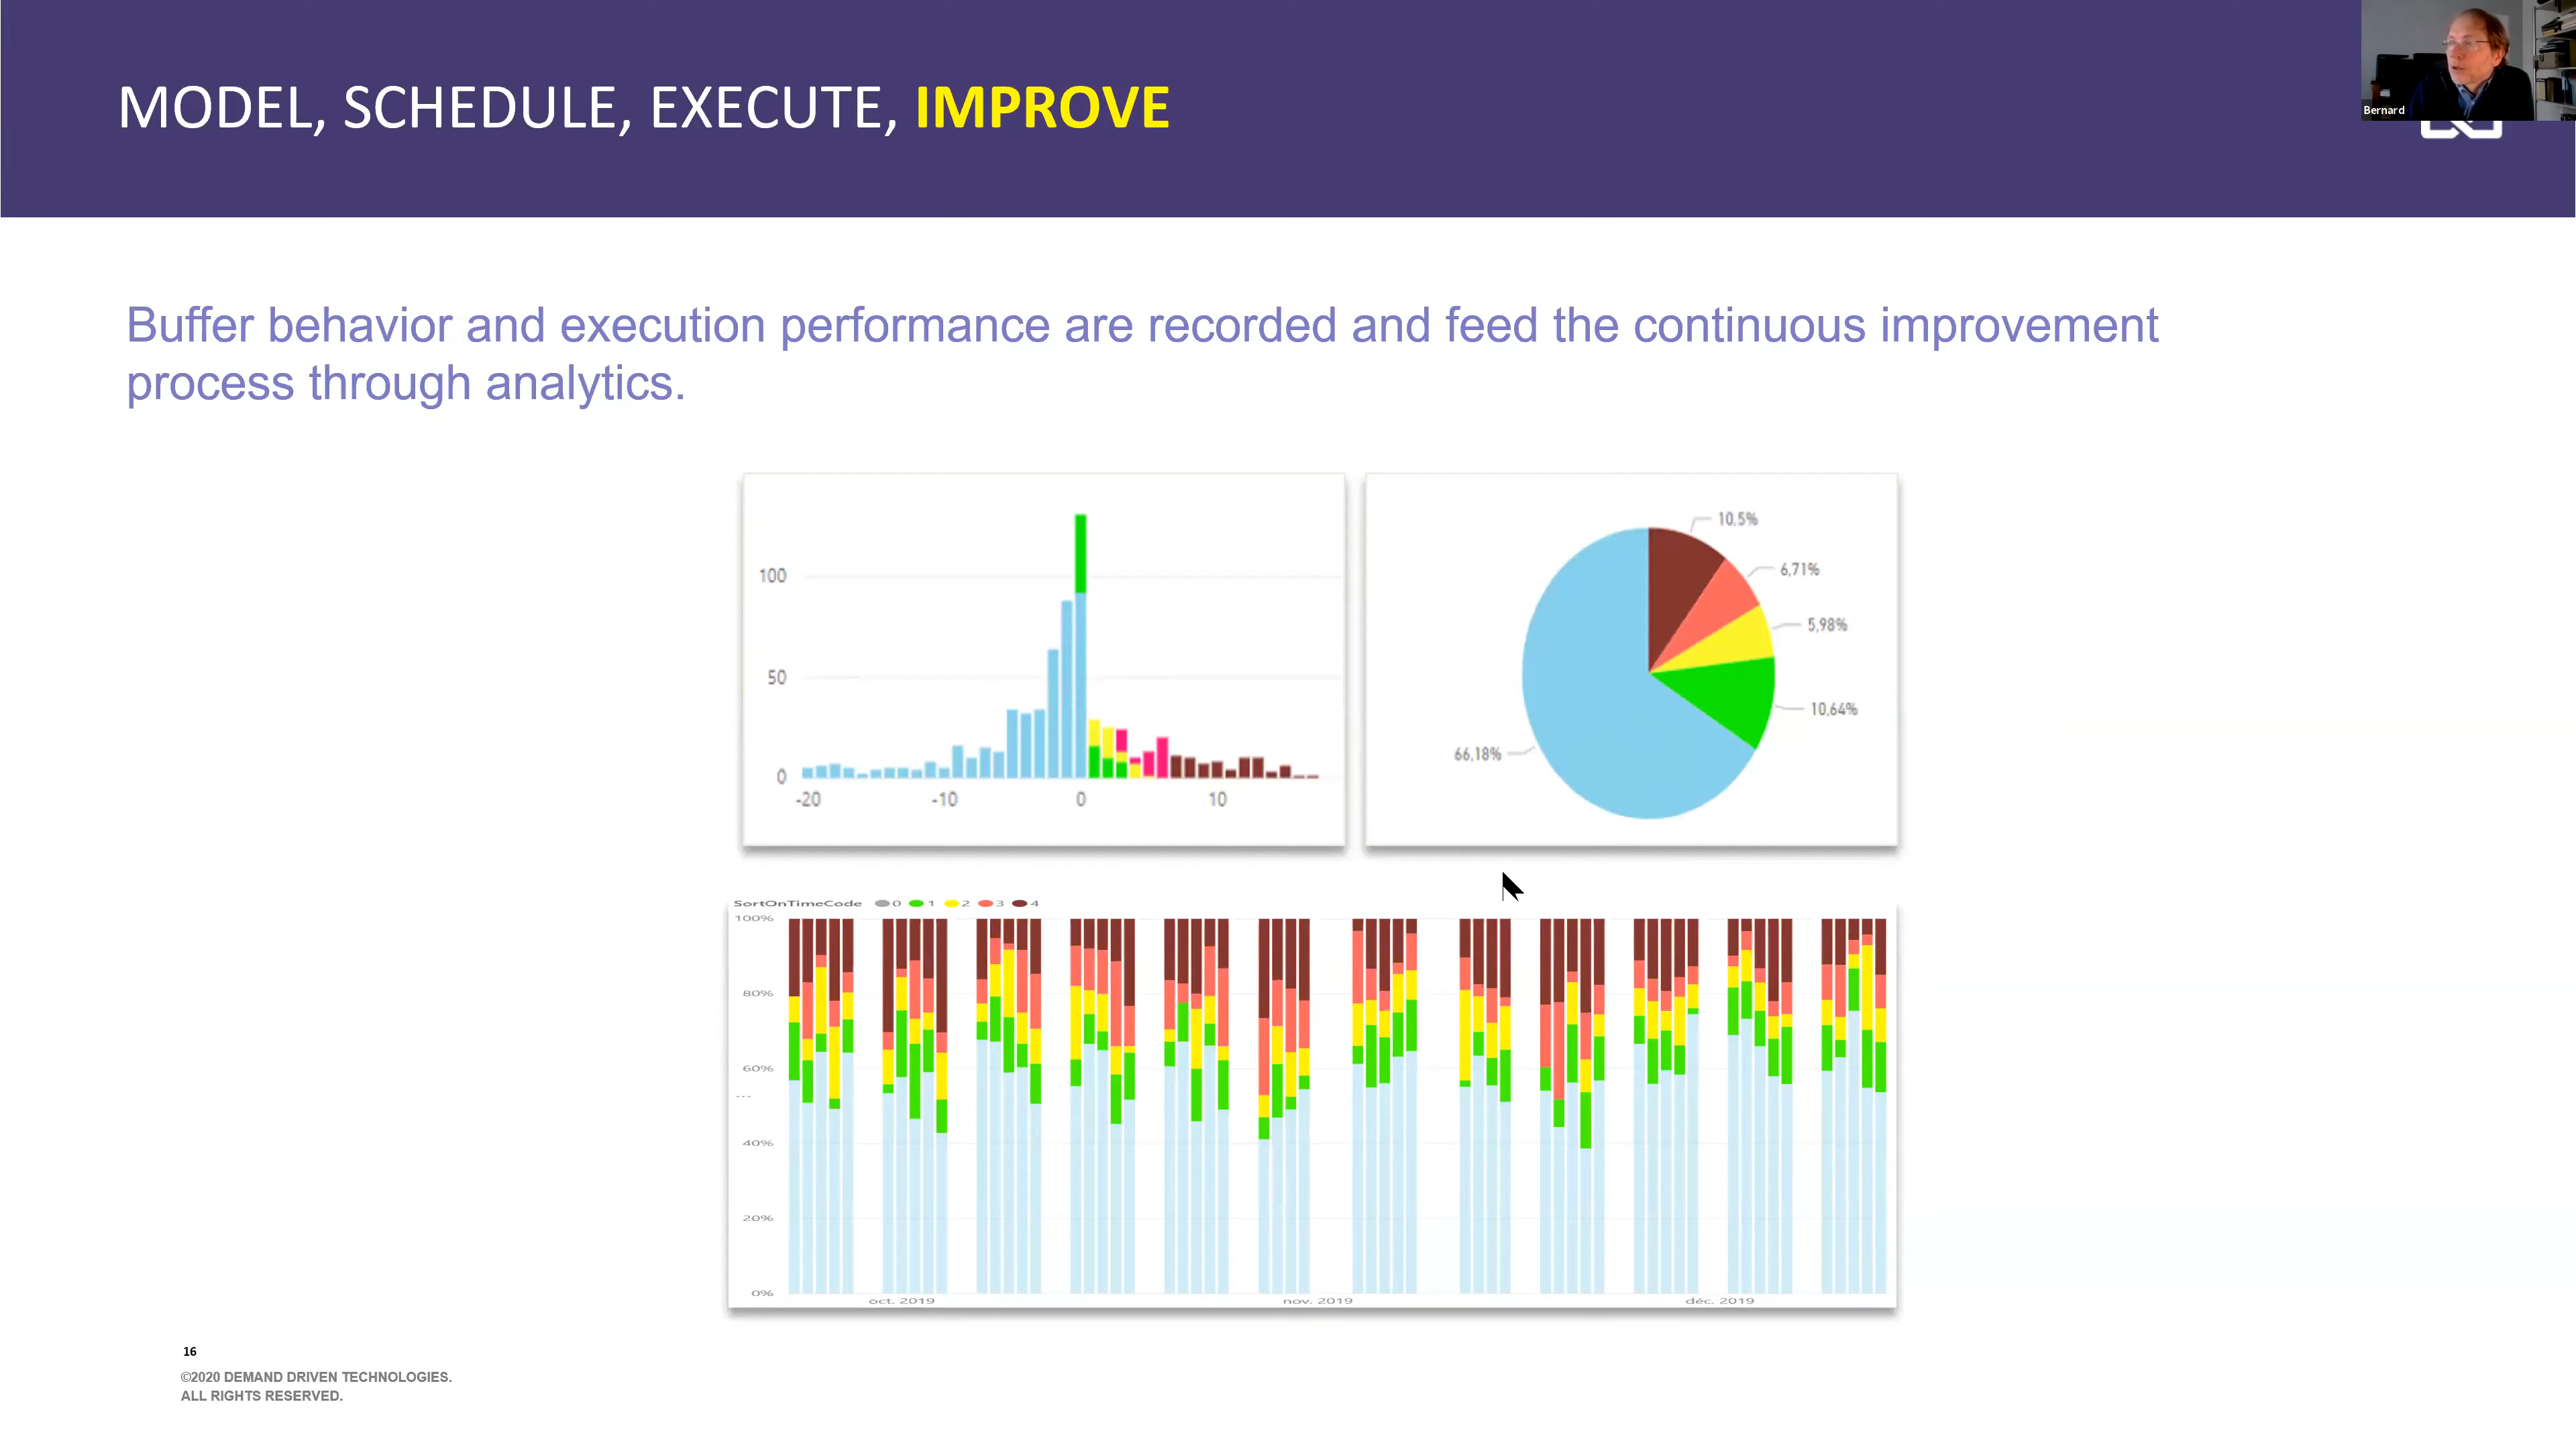 MODEL, SCHEDULE, EXECUTE, IMPROVE
Bernard
Buffer behavior and execution performance are recorded and feed the continuous improvement
process through analytics.
100
50
0
-20 -10 0 10
10,5%
6,71%
5,98%
10,64%
66,18%
SortOnTimeCode 0 1 2 3 4
100%
80%
60%
...
40%
20%
0%
oct. 2019 nov. 2019 déc. 2019
16
©2020 DEMAND DRIVEN TECHNOLOGIES.
ALL RIGHTS RESERVED.